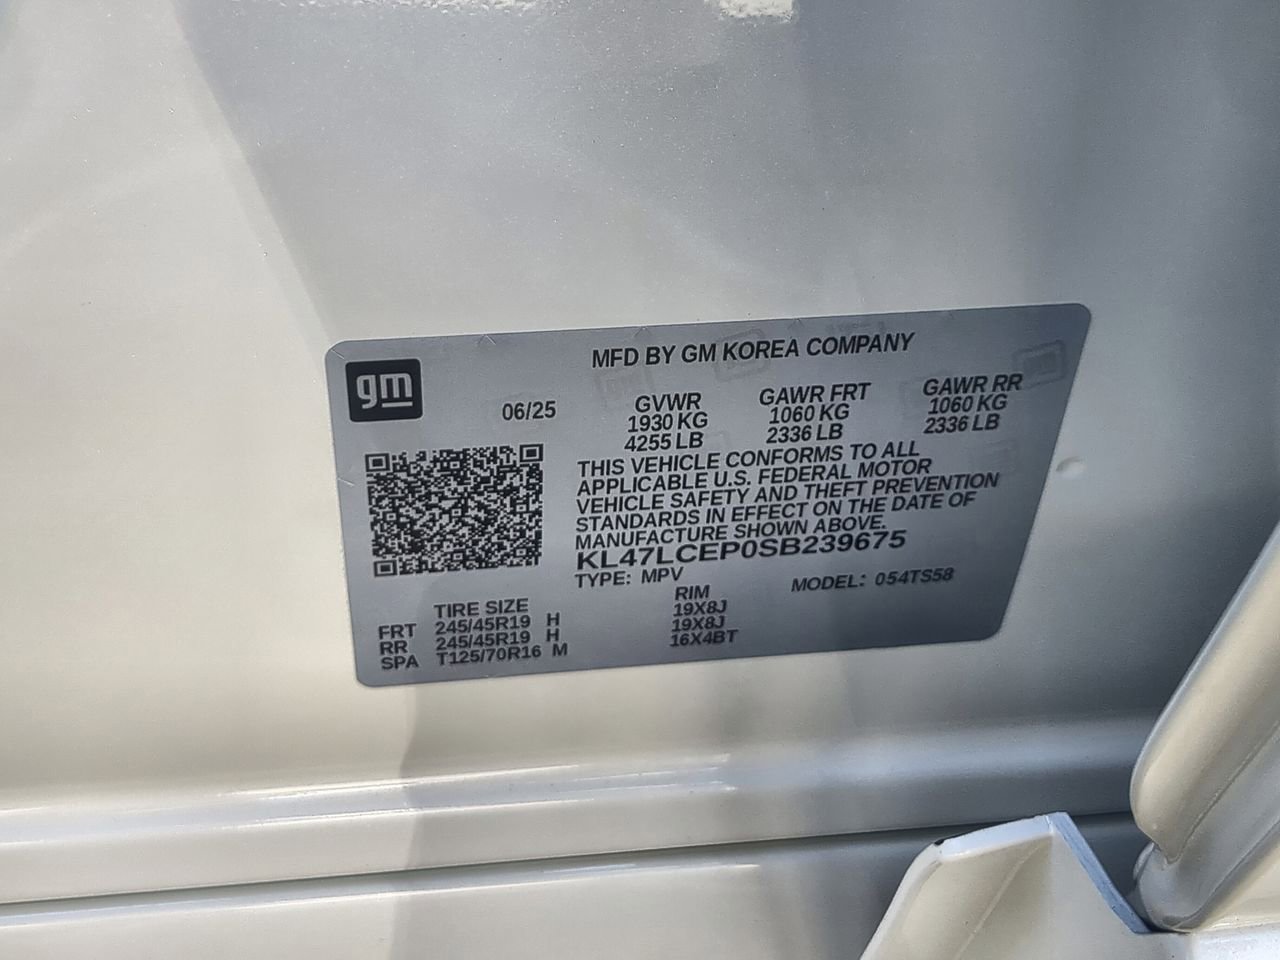 MFD BY GM KOREA COMPANY
gm
06/25
GVWR GAWR FRT GAWR RR
1930 KG 1060 KG 1060 KG
4255 LB 2336 LB 2336 LB
THIS VEHICLE CONFORMS TO ALL
APPLICABLE U.S. FEDERAL MOTOR
VEHICLE SAFETY AND THEFT PREVENTION
STANDARDS IN EFFECT ON THE DATE OF
MANUFACTURE SHOWN ABOVE.
KL47LCEP0SB239675
TYPE: MPV MODEL: 054TS58
TIRE SIZE RIM
FRT 245/45R19 H 19X8J
RR 245/45R19 H 19X8J
SPA T125/70R16 M 16X4BT